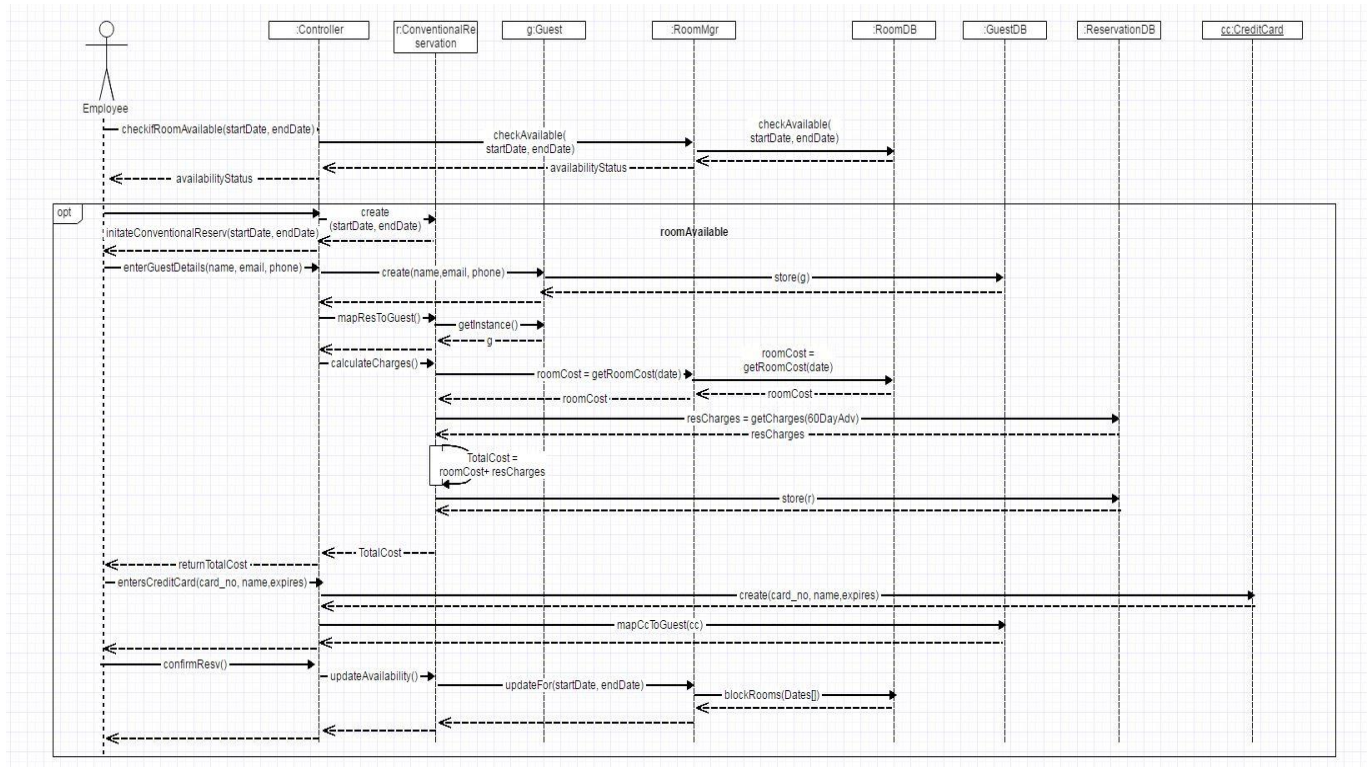 :Controller
r:ConventionalRe
servation
g:Guest
:RoomMgr
:RoomDB
:GuestDB
:ReservationDB
cc:CreditCard
Employee
checkifRoomAvailable(startDate, endDate)
checkAvailable(
startDate, endDate)
checkAvailable(
startDate, endDate)
availabilityStatus
availabilityStatus
opt
create
(startDate, endDate)
initateConventionalReserv(startDate, endDate)
roomAvailable
enterGuestDetails(name, email, phone)
create(name,email, phone)
store(g)
mapResToGuest()
getInstance()
g
calculateCharges()
roomCost = getRoomCost(date)
roomCost =
getRoomCost(date)
roomCost
roomCost
resCharges = getCharges(60DayAdv)
resCharges
TotalCost =
roomCost+ resCharges
store(r)
TotalCost
returnTotalCost
entersCreditCard(card_no, name,expires)
create(card_no, name,expires)
mapCcToGuest(cc)
confirmResv()
updateAvailability()
updateFor(startDate, endDate)
blockRooms(Dates[])